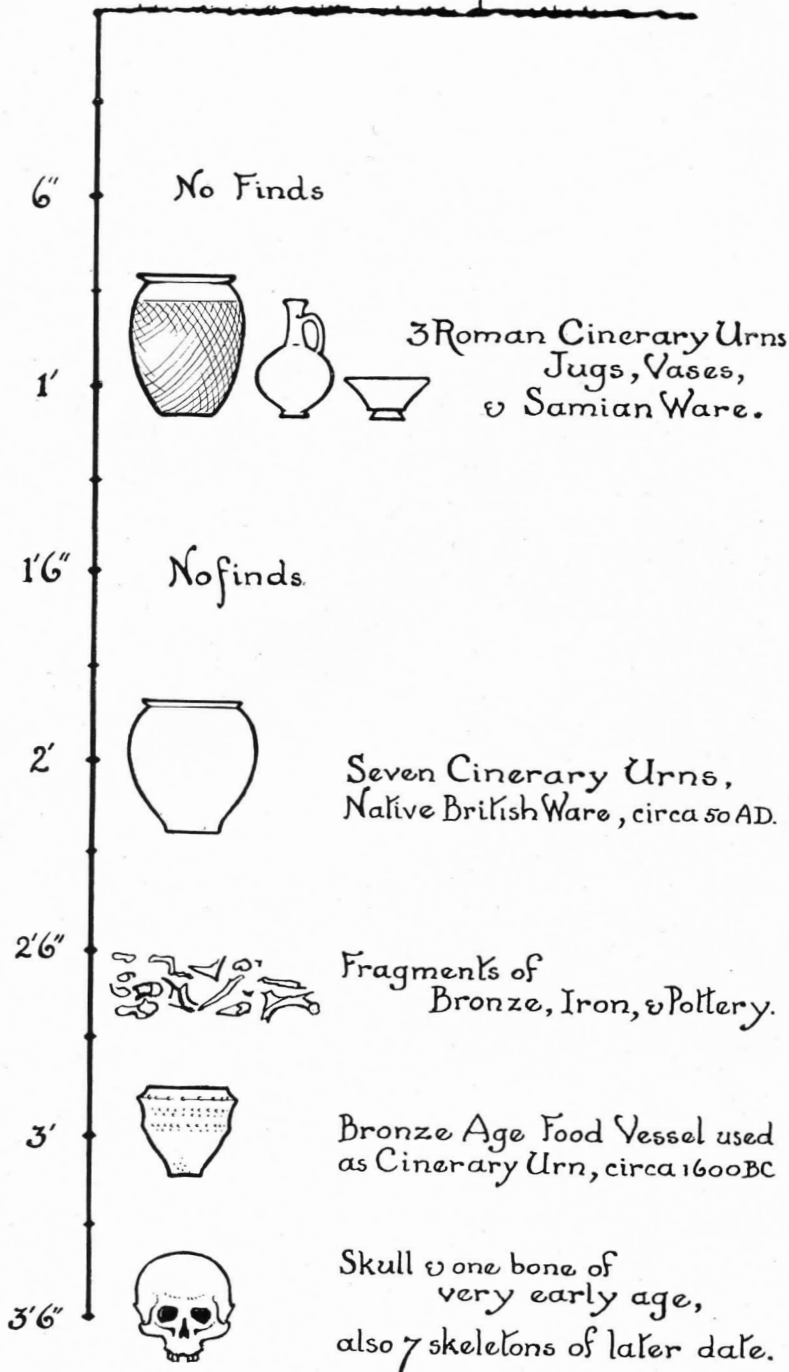 6"
No Finds
3 Roman Cinerary Urns
Jugs, Vases,
1'
& Samian Ware.
1'6"
No finds.
2'
Seven Cinerary Urns,
Native British Ware, circa 50 AD.
2'6"
Fragments of
Bronze, Iron, & Pottery.
3'
Bronze Age Food Vessel used
as Cinerary Urn, circa 1600 BC
Skull & one bone of
very early age,
3'6"
also 7 skeletons of later date.